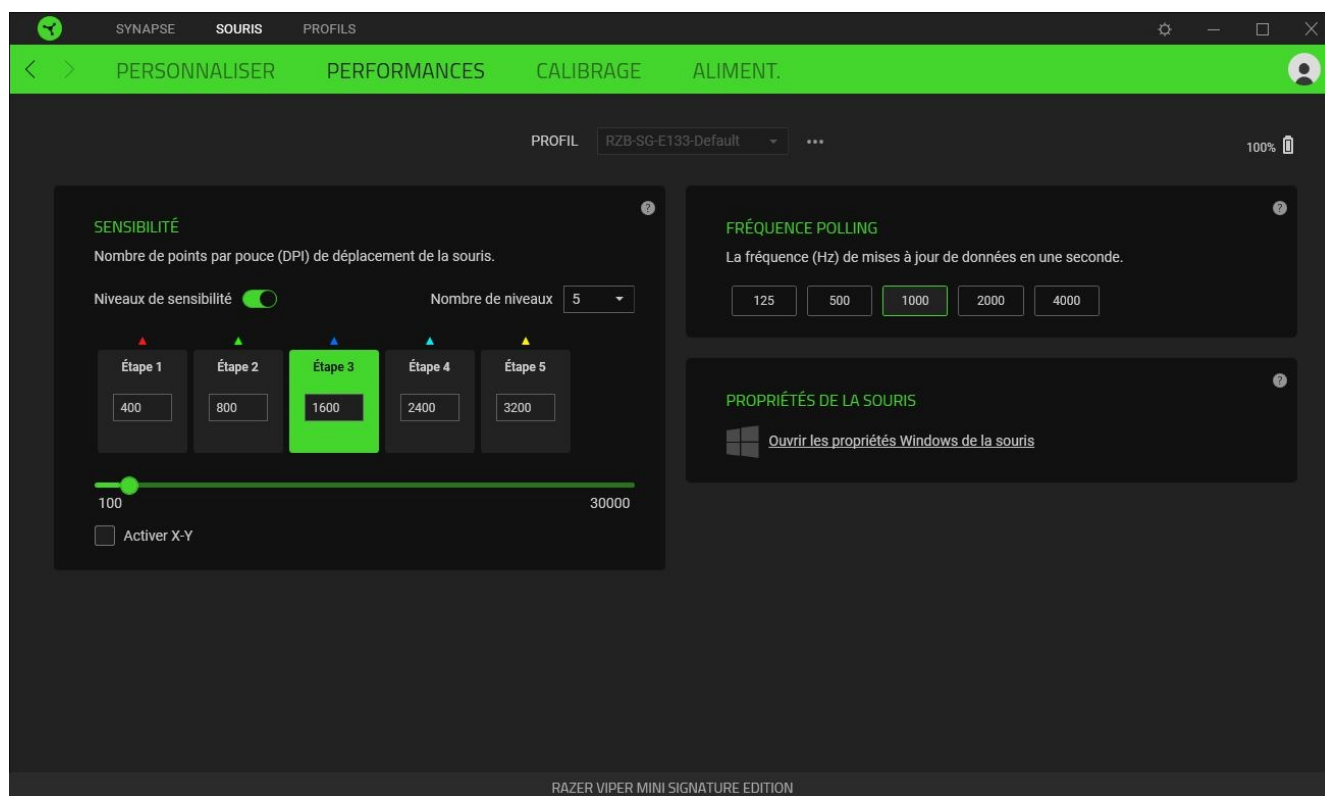 SYNAPSE SOURIS PROFILS
PERSONNALISER PERFORMANCES CALIBRAGE ALIMENT.
PROFIL RZB-SG-E133-Default
100%
SENSIBILITÉ
Nombre de points par pouce (DPI) de déplacement de la souris.
Niveaux de sensibilité Nombre de niveaux 5
Étape 1 Étape 2 Étape 3 Étape 4 Étape 5
400 800 1600 2400 3200
100 30000
Activer X-Y
FRÉQUENCE POLLING
La fréquence (Hz) de mises à jour de données en une seconde.
125 500 1000 2000 4000
PROPRIÉTÉS DE LA SOURIS
Ouvrir les propriétés Windows de la souris
RAZER VIPER MINI SIGNATURE EDITION